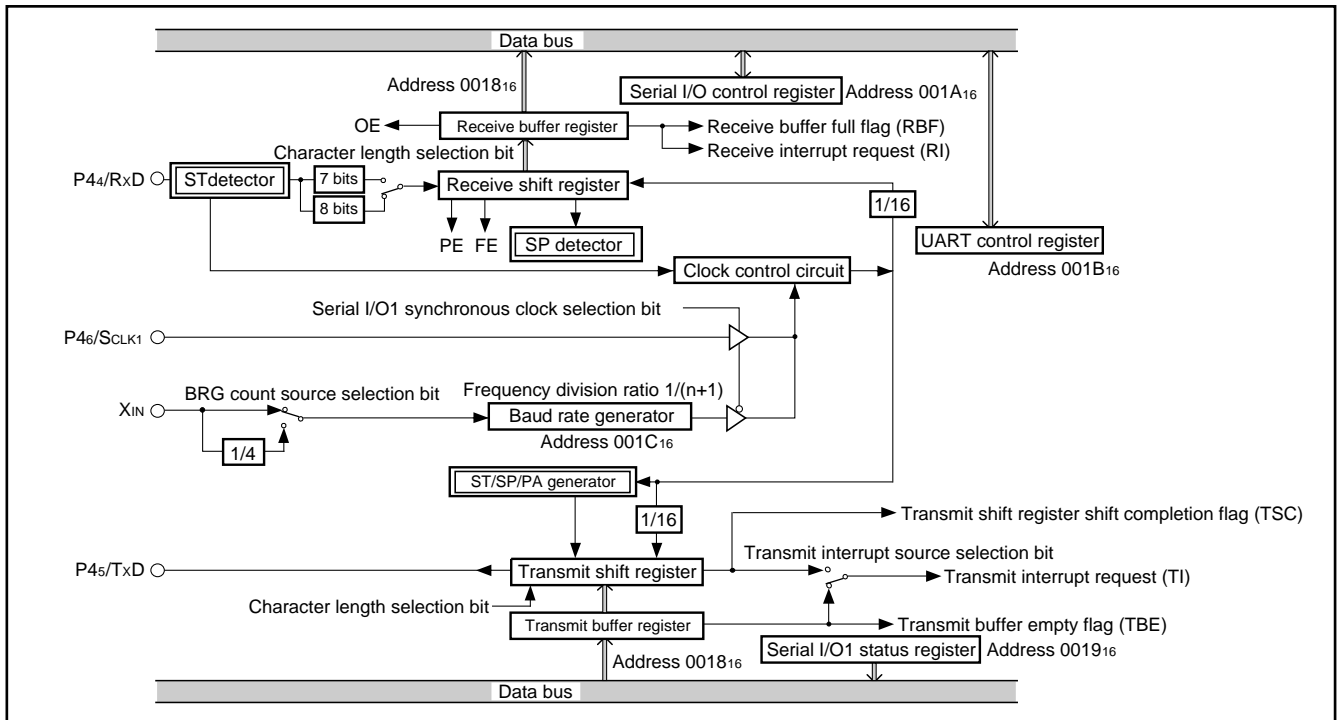 Data bus
Address 0018₁₆
Serial I/O control register
Address 001A₁₆
OE
Receive buffer register
Receive buffer full flag (RBF)
Receive interrupt request (RI)
Character length selection bit
P4₄/RxD
STdetector
7 bits
8 bits
Receive shift register
1/16
PE
FE
SP detector
UART control register
Address 001B₁₆
Clock control circuit
Serial I/O1 synchronous clock selection bit
P4₆/SCLK1
BRG count source selection bit
Frequency division ratio 1/(n+1)
XIN
Baud rate generator
Address 001C₁₆
1/4
ST/SP/PA generator
1/16
Transmit shift register shift completion flag (TSC)
Transmit interrupt source selection bit
P4₅/TxD
Transmit shift register
Transmit interrupt request (TI)
Character length selection bit
Transmit buffer register
Transmit buffer empty flag (TBE)
Address 0018₁₆
Serial I/O1 status register
Address 0019₁₆
Data bus